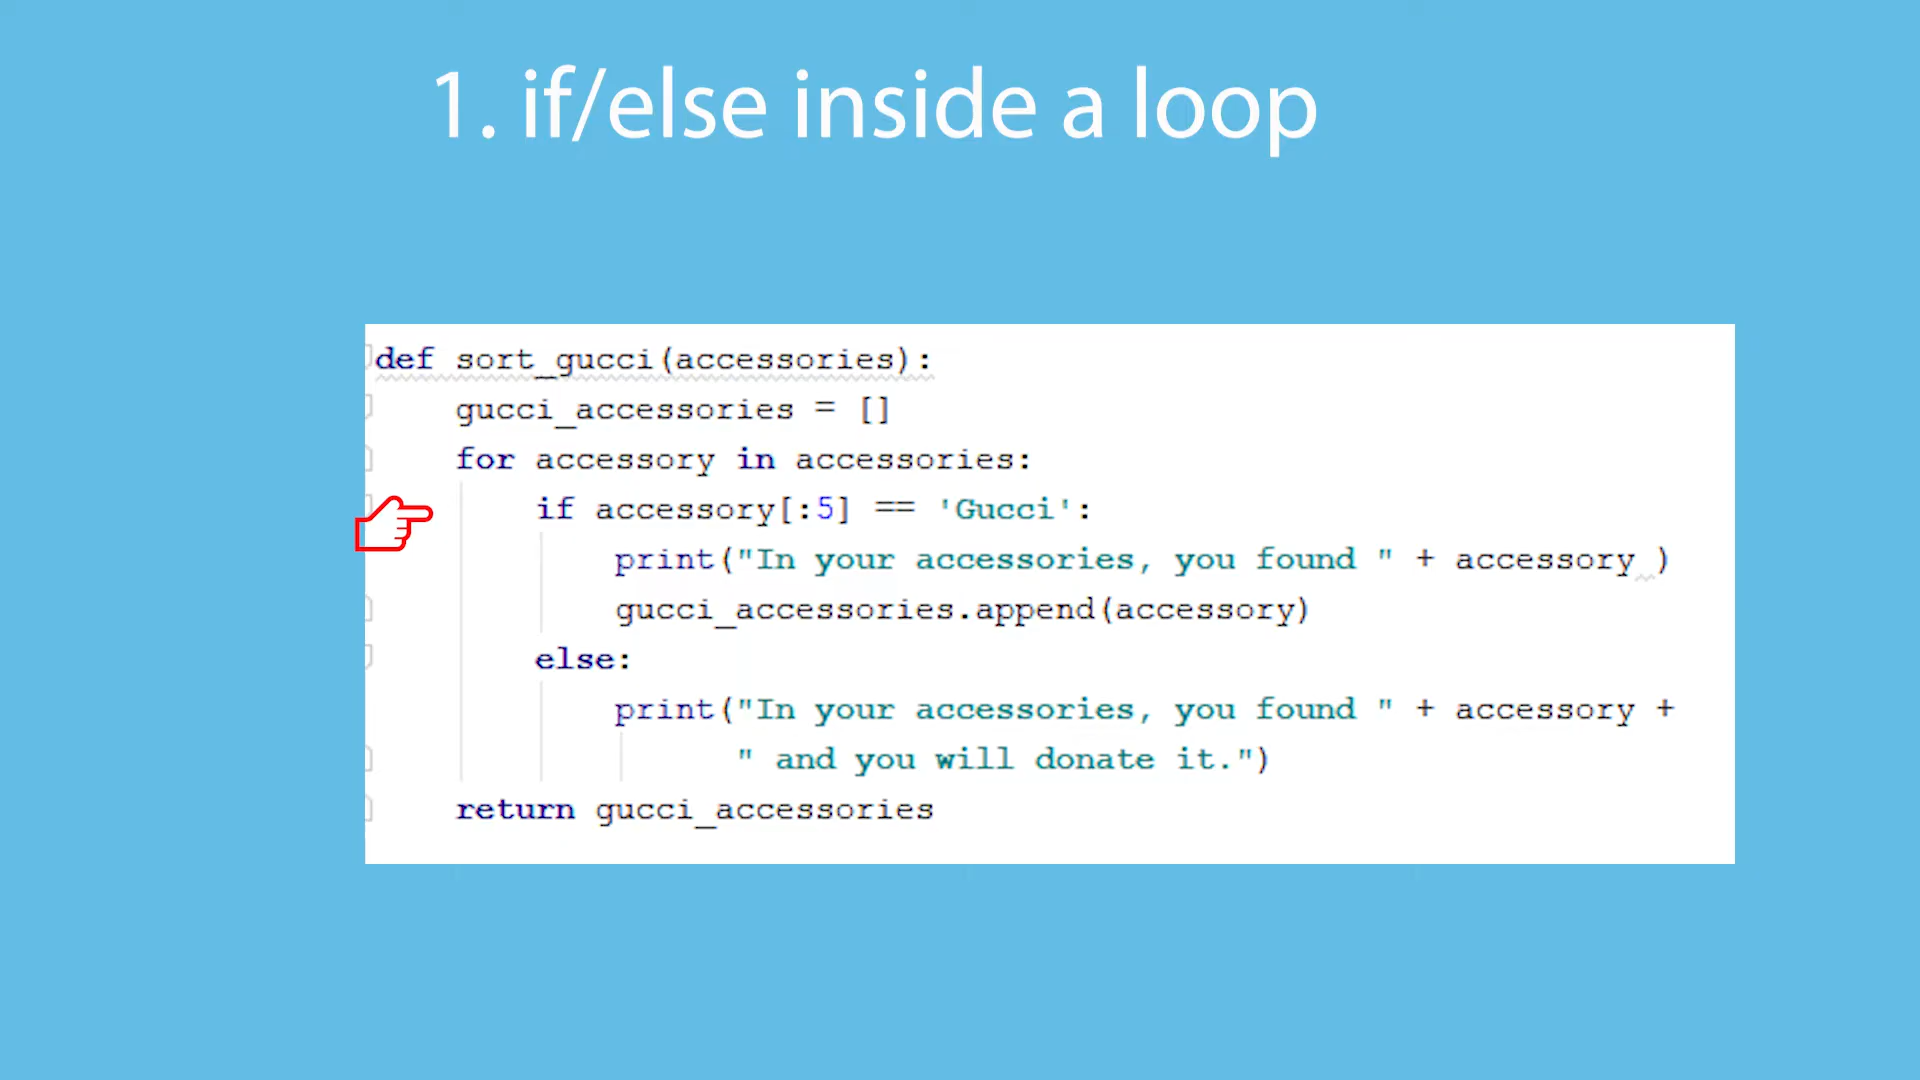 1. if/else inside a loop
def sort_gucci(accessories):
    gucci_accessories = []
    for accessory in accessories:
        if accessory[:5] == 'Gucci':
            print("In your accessories, you found " + accessory )
            gucci_accessories.append(accessory)
        else:
            print("In your accessories, you found " + accessory +
                  " and you will donate it.")
    return gucci_accessories